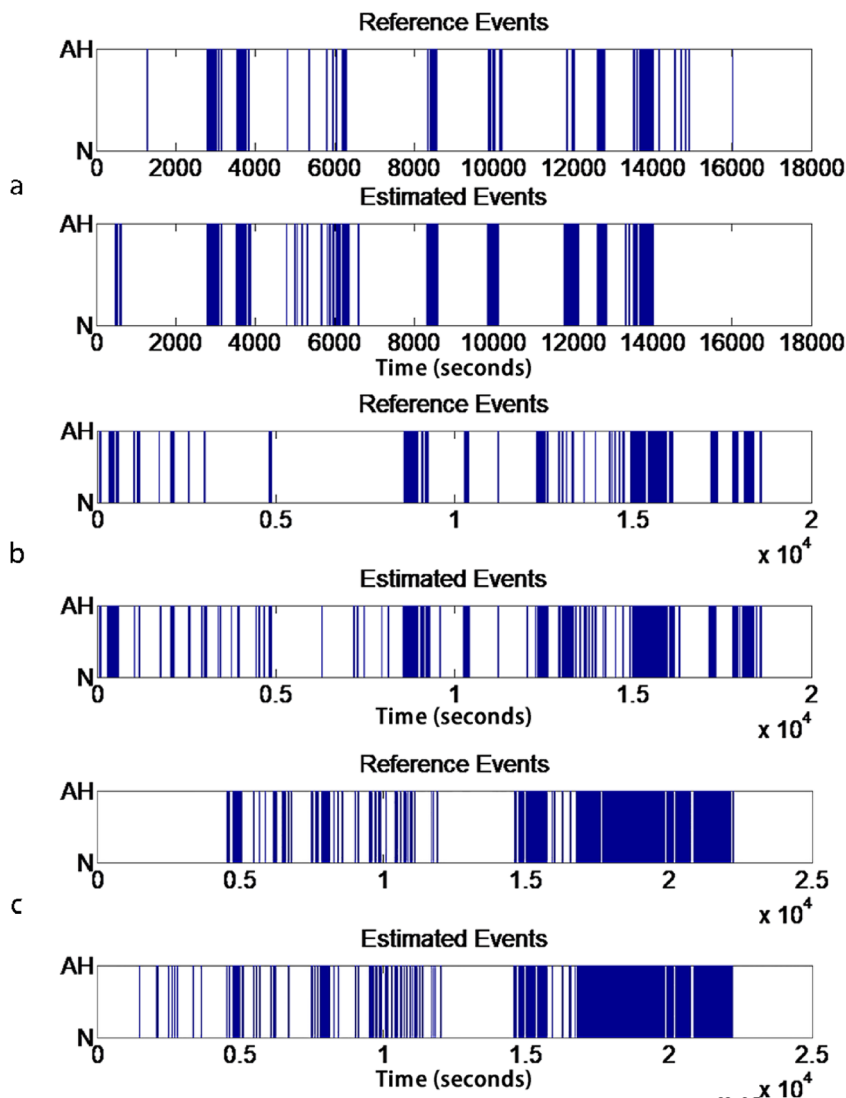 Reference Events
AH
N
0 2000 4000 6000 8000 10000 12000 14000 16000 18000
a
Estimated Events
AH
N
0 2000 4000 6000 8000 10000 12000 14000 16000 18000
Time (seconds)
Reference Events
AH
N
0 0.5 1 1.5 2
x 10^4
b
Estimated Events
AH
N
0 0.5 1 1.5 2
Time (seconds)
x 10^4
Reference Events
AH
N
0 0.5 1 1.5 2 2.5
x 10^4
c
Estimated Events
AH
N
0 0.5 1 1.5 2 2.5
Time (seconds)
x 10^4